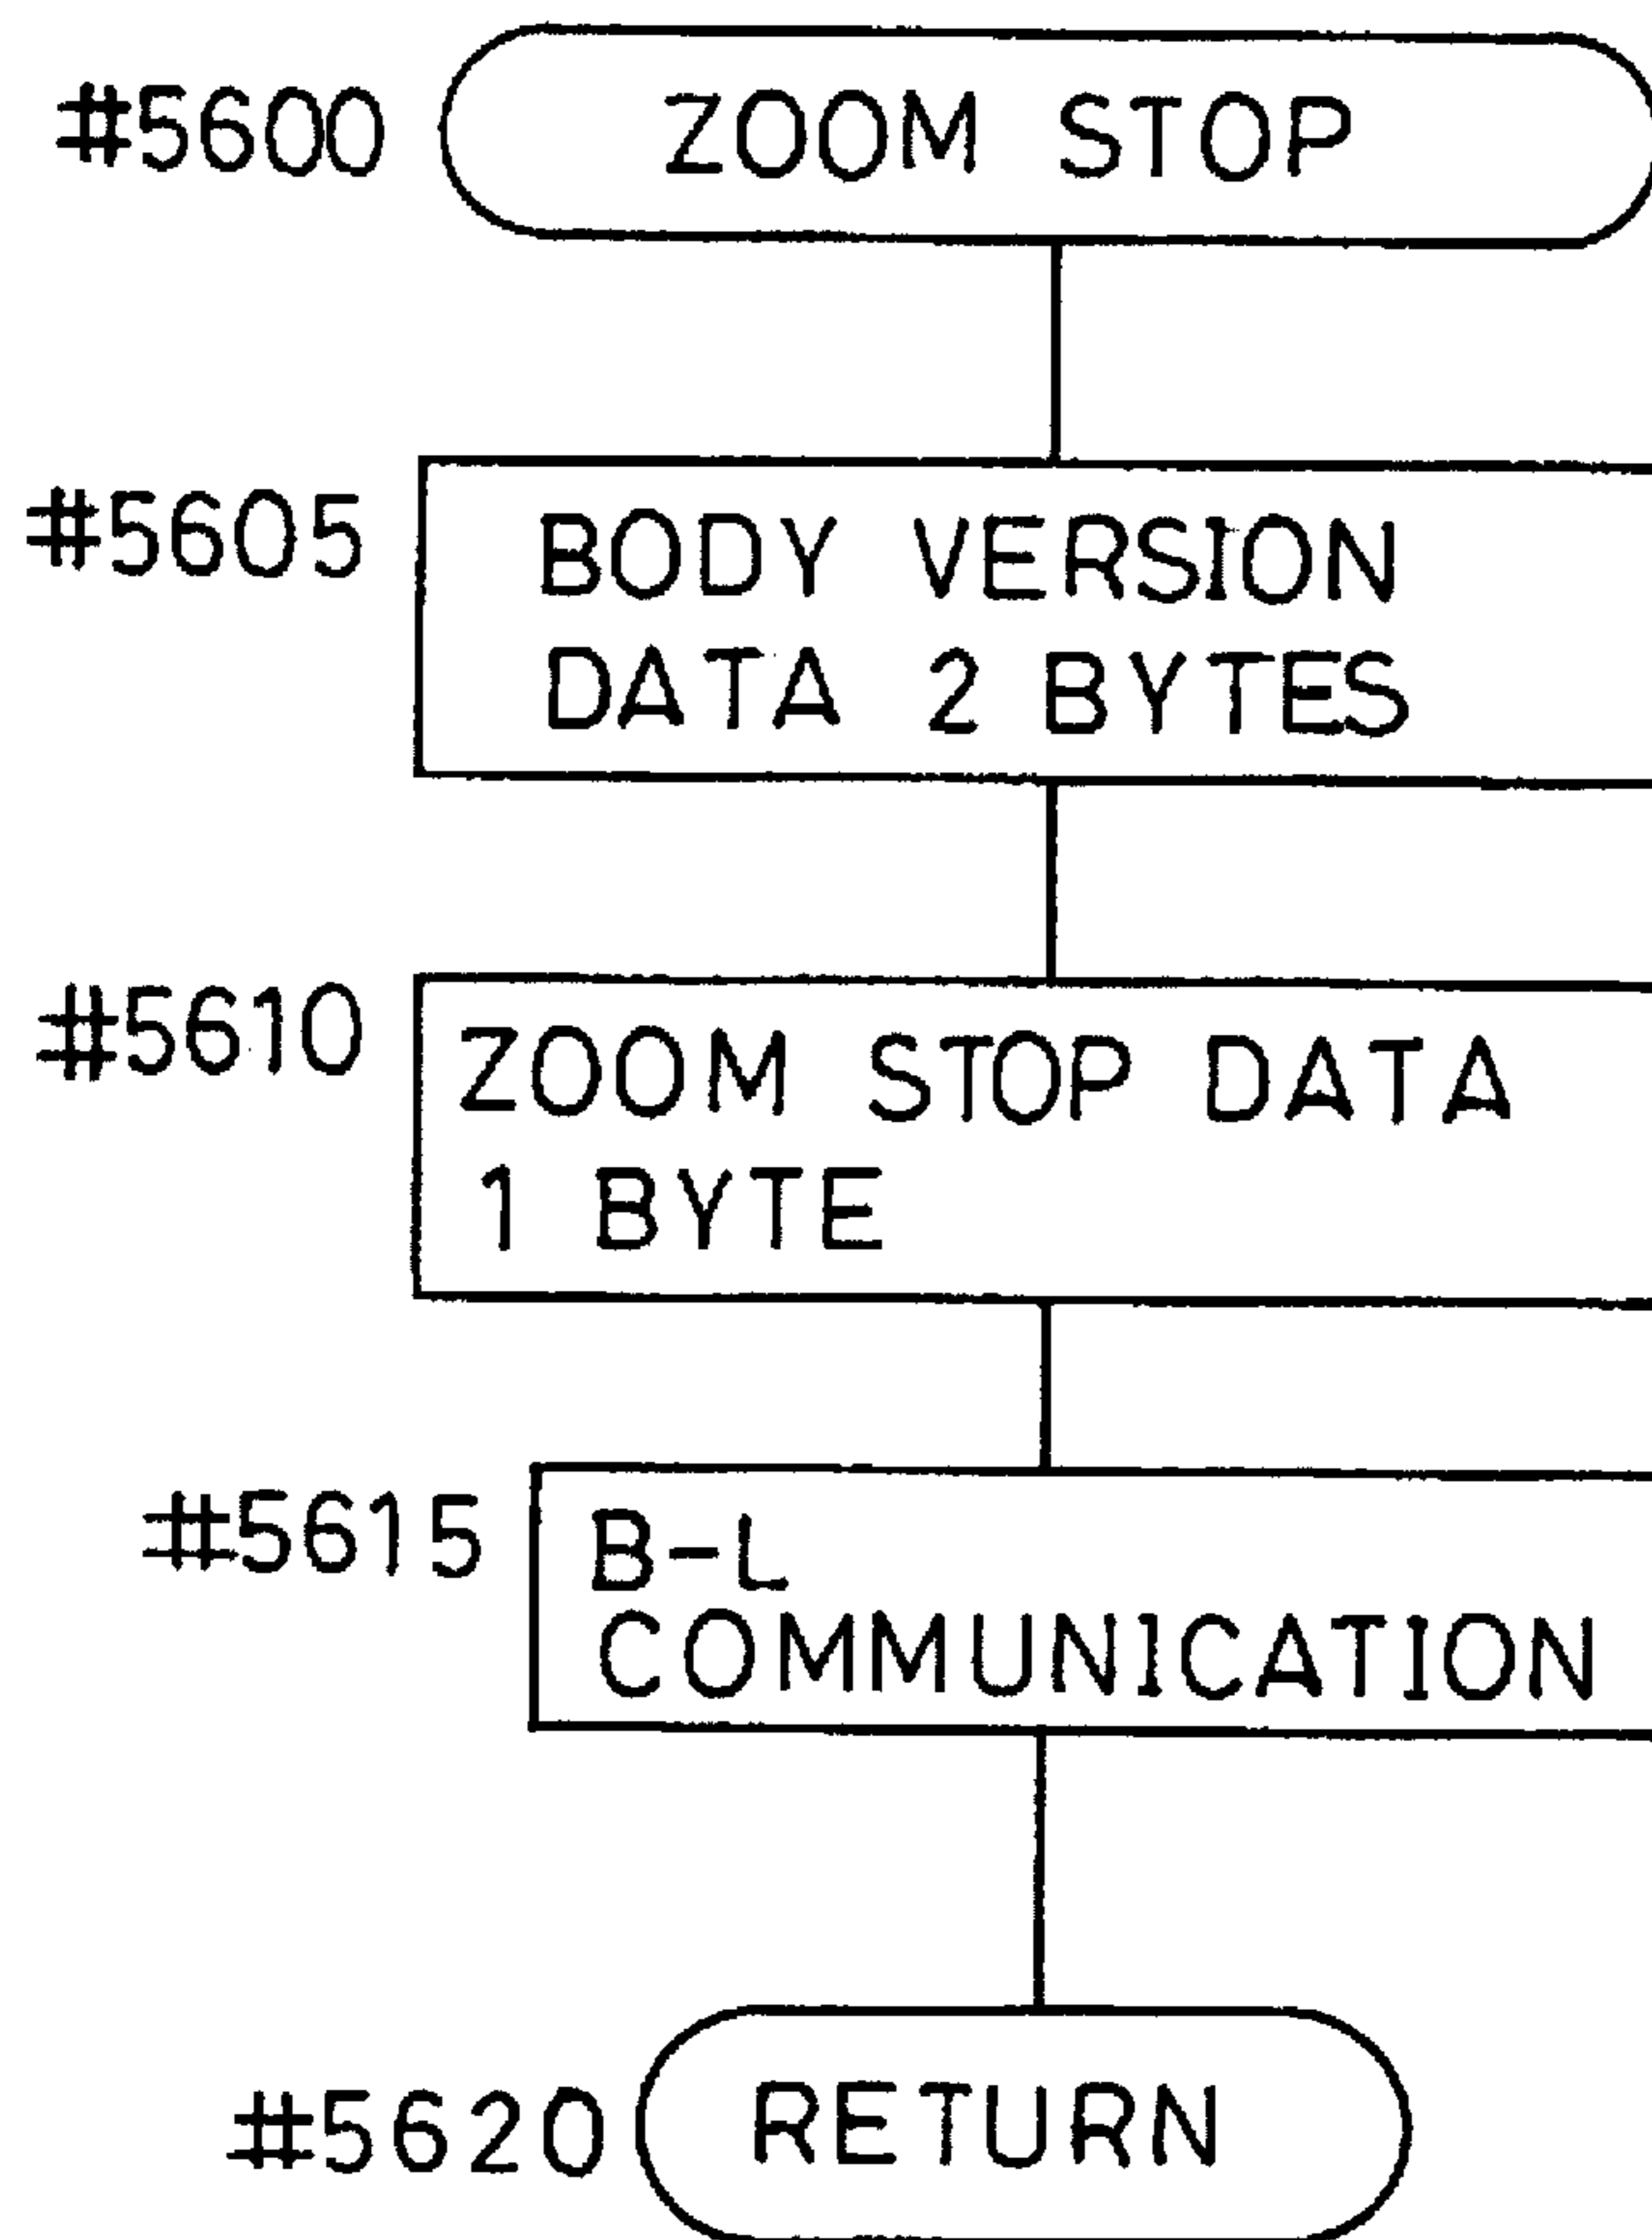 #5600 ZOOM STOP
#5605 BODY VERSION
DATA 2 BYTES
#5610 ZOOM STOP DATA
1 BYTE
#5615 B-L
COMMUNICATION
#5620 RETURN